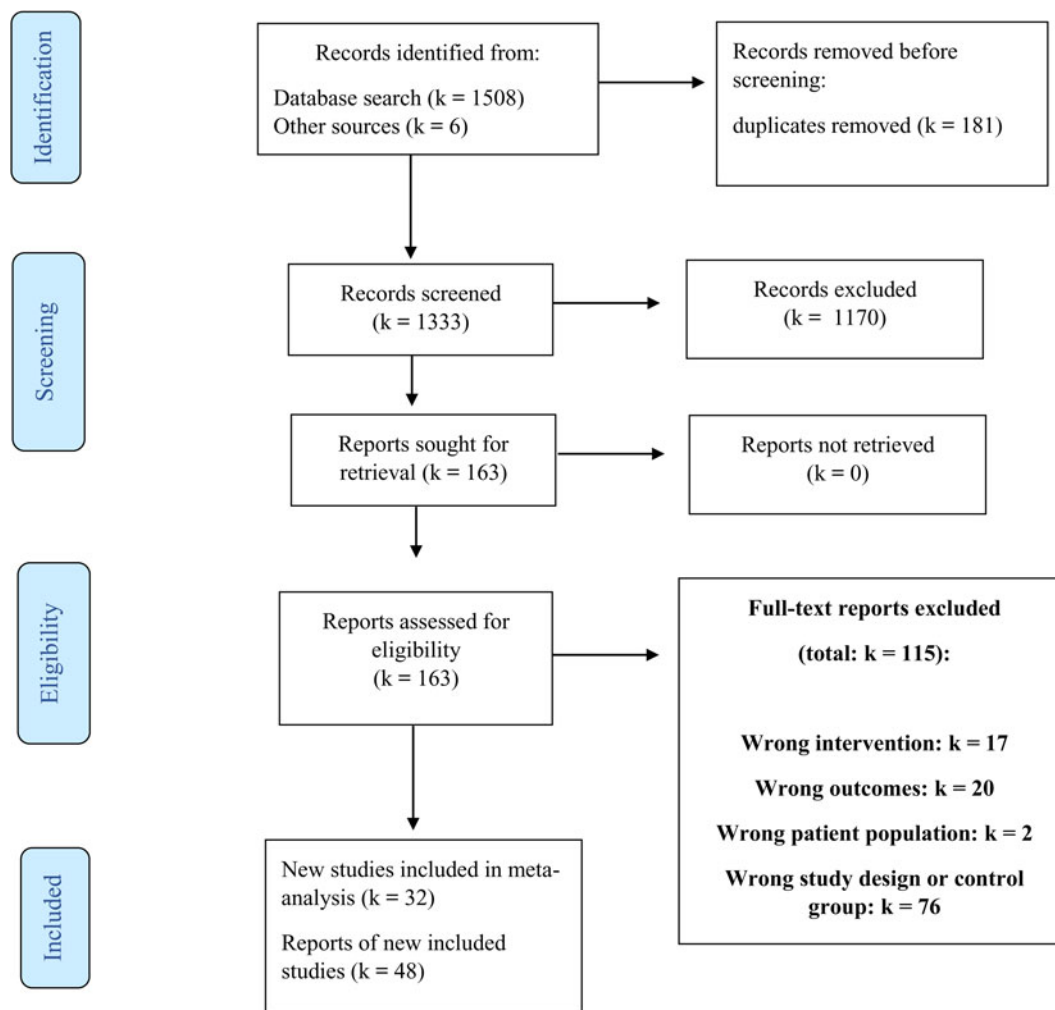 Identification
Records identified from:
Database search (k = 1508)
Other sources (k = 6)
Records removed before
screening:
duplicates removed (k = 181)
Screening
Records screened
(k = 1333)
Records excluded
(k =  1170)
Reports sought for
retrieval (k = 163)
Reports not retrieved
(k = 0)
Eligibility
Reports assessed for
eligibility
(k = 163)
Full-text reports excluded
(total: k = 115):
Wrong intervention: k = 17
Wrong outcomes: k = 20
Wrong patient population: k = 2
Wrong study design or control
group: k = 76
Included
New studies included in meta-
analysis (k = 32)
Reports of new included
studies (k = 48)